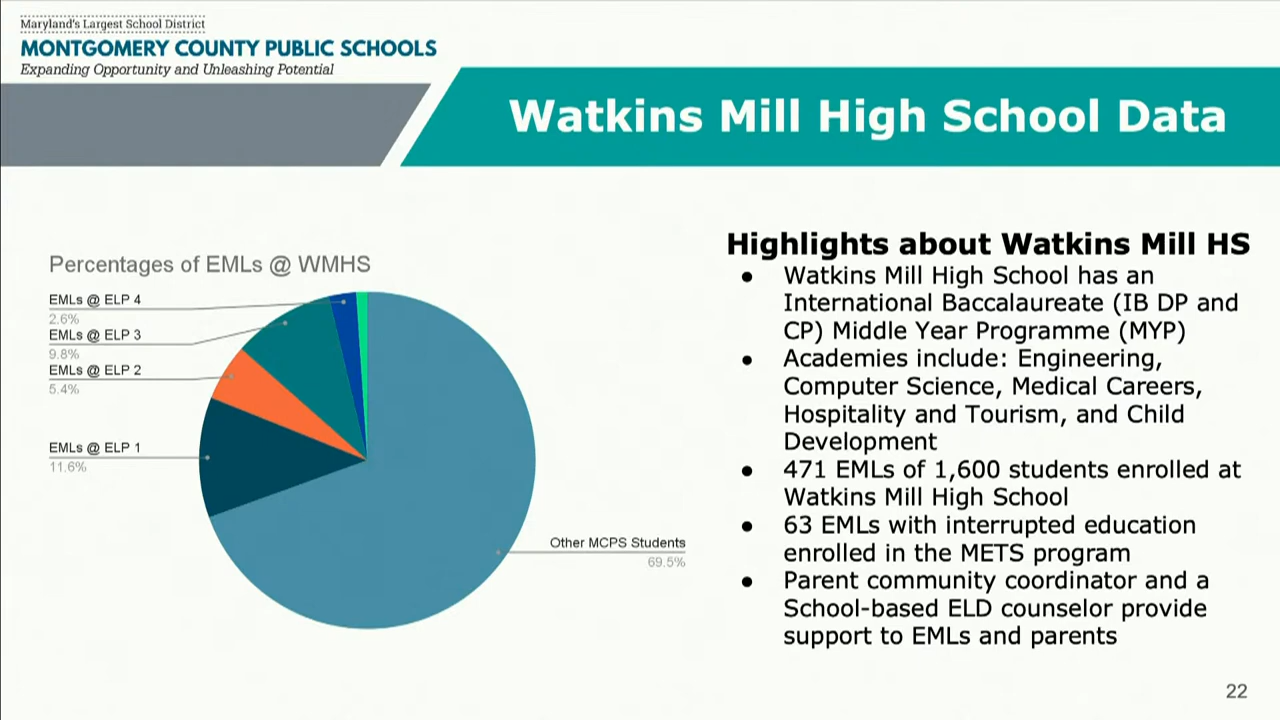 Maryland's Largest School District
MONTGOMERY COUNTY PUBLIC SCHOOLS
Expanding Opportunity and Unleashing Potential
Watkins Mill High School Data
Percentages of EMLs @ WMHS
EMLs @ ELP 4
2.6%
EMLs @ ELP 3
9.8%
EMLs @ ELP 2
5.4%
EMLs @ ELP 1
11.6%
Other MCPS Students
69.5%
Highlights about Watkins Mill HS
● Watkins Mill High School has an
International Baccalaureate (IB DP and
CP) Middle Year Programme (MYP)
● Academies include: Engineering,
Computer Science, Medical Careers,
Hospitality and Tourism, and Child
Development
● 471 EMLs of 1,600 students enrolled at
Watkins Mill High School
● 63 EMLs with interrupted education
enrolled in the METS program
● Parent community coordinator and a
School-based ELD counselor provide
support to EMLs and parents
22